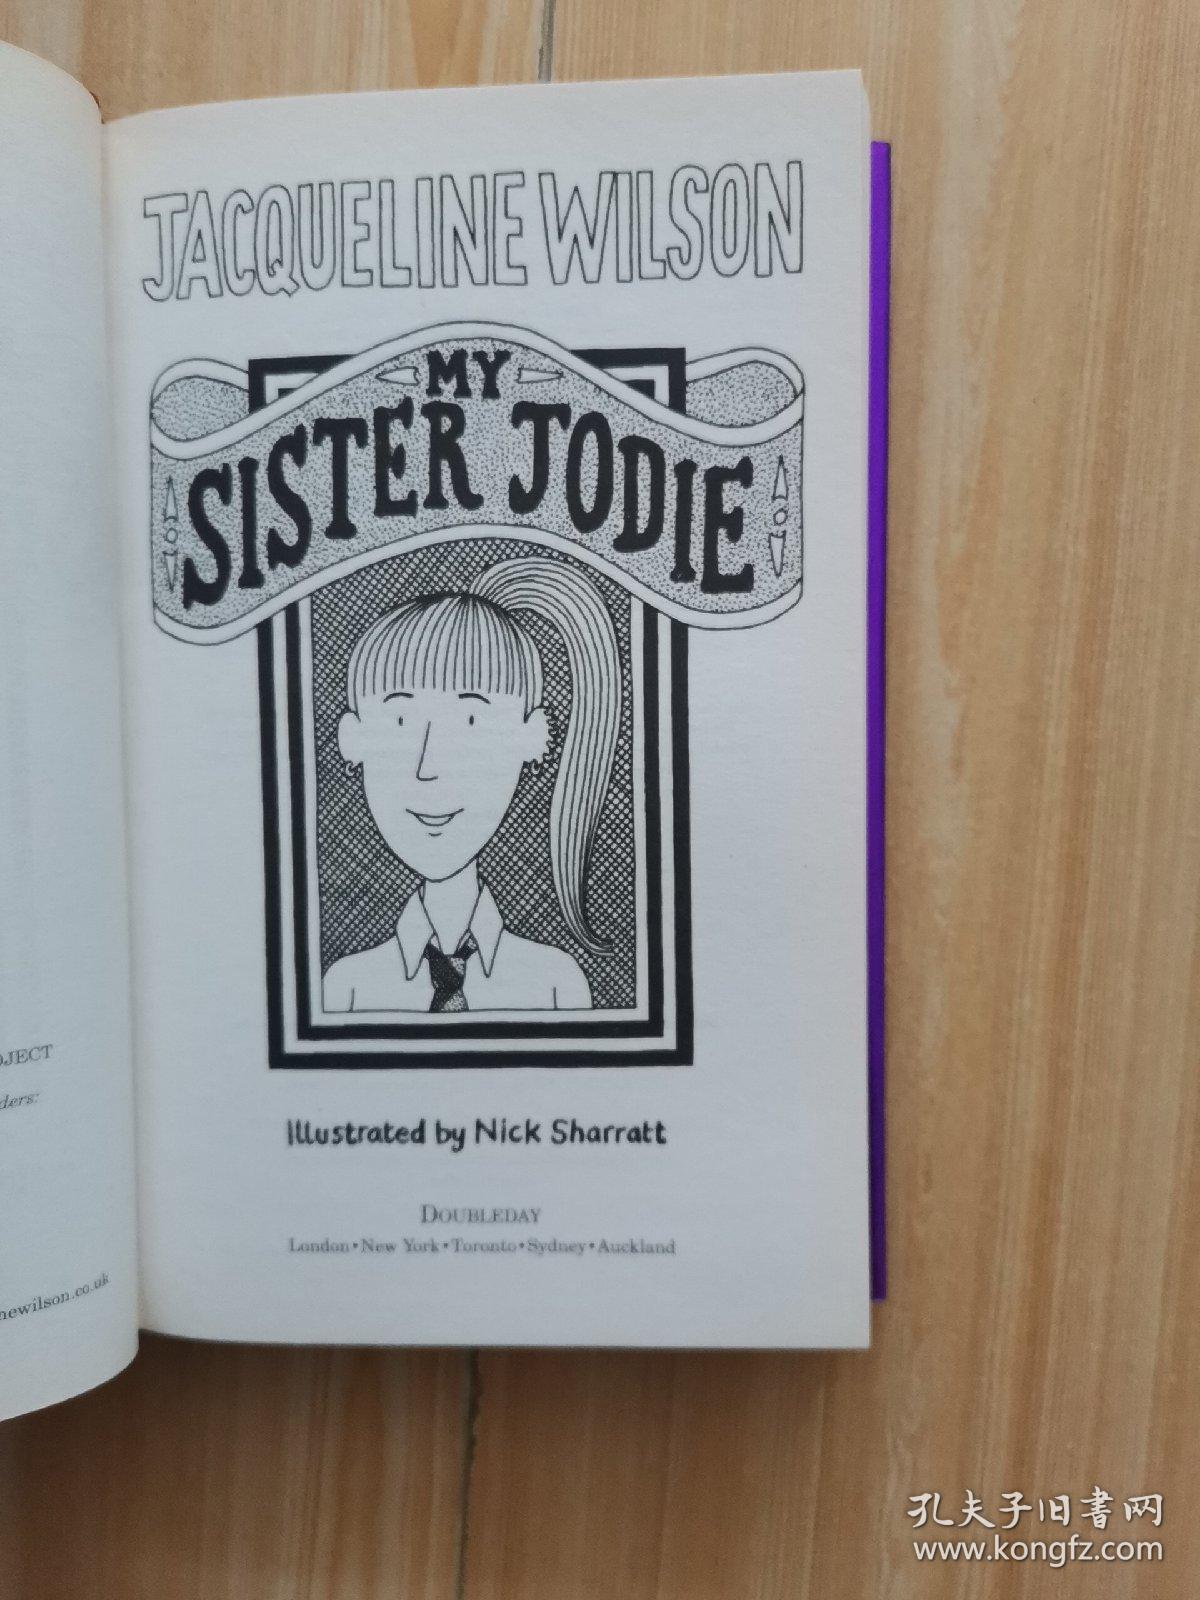 JACQUELINE WILSON
MY
SISTER JODIE
Illustrated by Nick Sharratt
DOUBLEDAY
London • New York • Toronto • Sydney • Auckland
OJECT
ders:
newilson.co.uk
孔夫子旧书网
www.kongfz.com